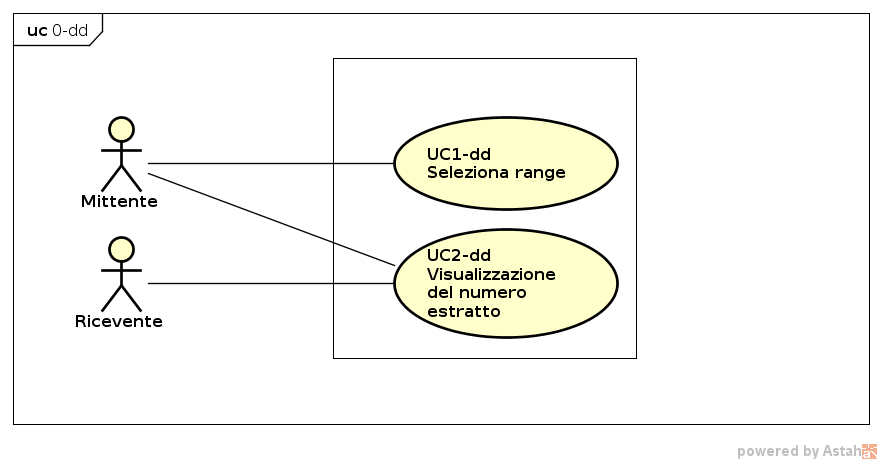 uc 0-dd
Mittente
UC1-dd
Seleziona range
Ricevente
UC2-dd
Visualizzazione
del numero
estratto
powered by Astah